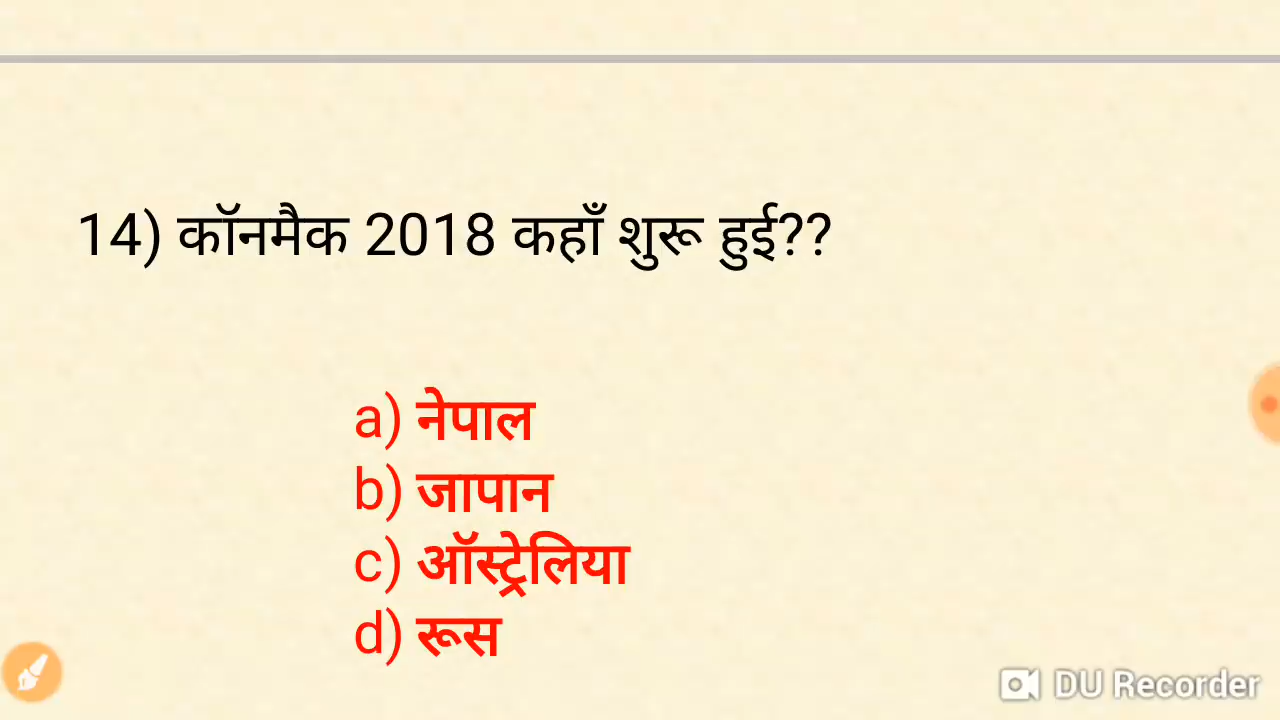 14) कॉनमैक 2018 कहाँ शुरू हुई??
a) नेपाल
b) जापान
c) ऑस्ट्रेलिया
d) रूस
DU Recorder